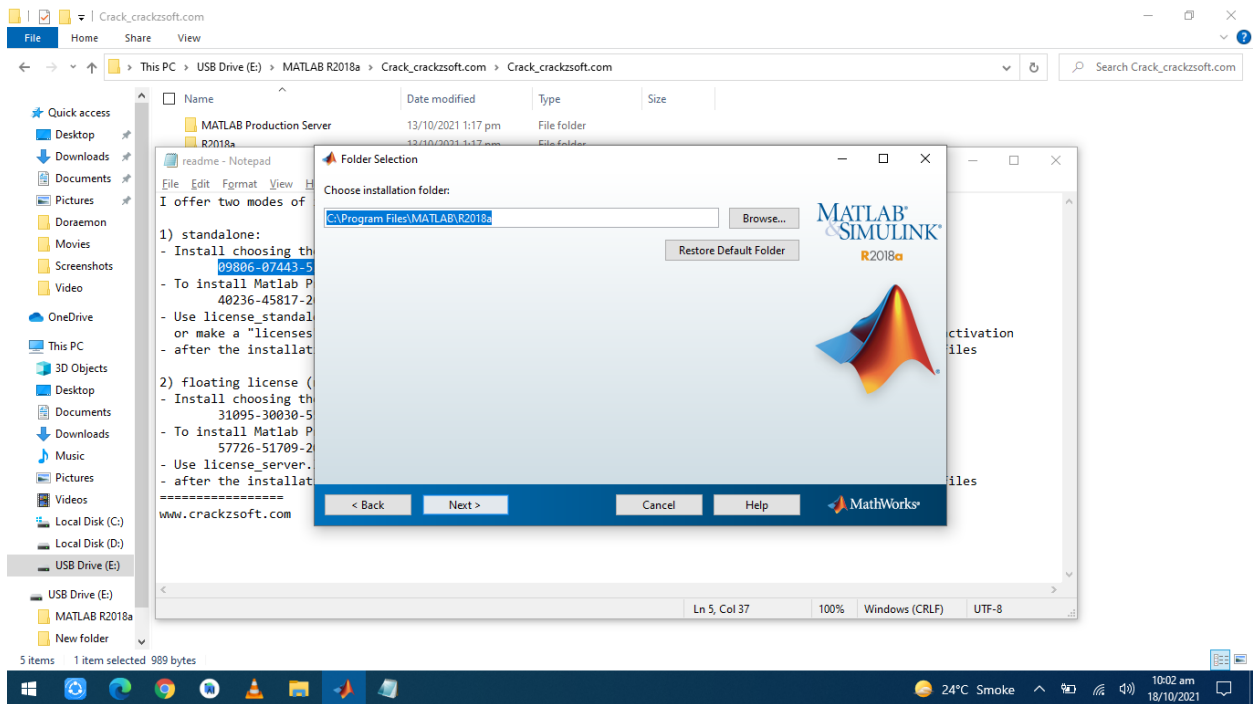 Crack_crackzsoft.com
File Home Share View
This PC > USB Drive (E:) > MATLAB R2018a > Crack_crackzsoft.com > Crack_crackzsoft.com
Search Crack_crackzsoft.com
Name Date modified Type Size
MATLAB Production Server 13/10/2021 1:17 pm File folder
R2018a 13/10/2021 1:17 pm File folder
Quick access
Desktop
Downloads
Documents
Pictures
Doraemon
Movies
Screenshots
Video
OneDrive
This PC
3D Objects
Desktop
Documents
Downloads
Music
Pictures
Videos
Local Disk (C:)
Local Disk (D:)
USB Drive (E:)
USB Drive (E:)
MATLAB R2018a
New folder
readme - Notepad
File Edit Format View H
I offer two modes of
1) standalone:
- Install choosing th
09806-07443-5
- To install Matlab P
40236-45817-2
- Use license_standal
or make a "licenses ctivation
- after the installat iles
2) floating license (
- Install choosing th
31095-30030-5
- To install Matlab P
57726-51709-2
- Use license_server.
- after the installat iles
=================
www.crackzsoft.com
Ln 5, Col 37 100% Windows (CRLF) UTF-8
Folder Selection
Choose installation folder:
C:\Program Files\MATLAB\R2018a
Browse...
Restore Default Folder
MATLAB®
&SIMULINK®
R2018a
< Back Next > Cancel Help MathWorks®
5 items 1 item selected 989 bytes
24°C Smoke
10:02 am
18/10/2021